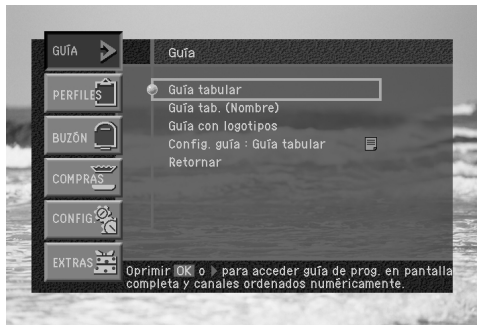 GUÍA
Guía
PERFILES
Guía tabular
Guía tab. (Nombre)
BUZÓN
Guía con logotipos
Config. guía : Guía tabular
COMPRAS
Retornar
CONFIG
EXTRAS
Oprimir OK o para acceder guía de prog. en pantalla
completa y canales ordenados numéricamente.